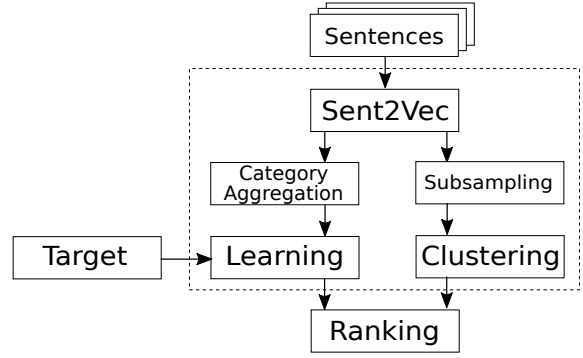 Sentences
Sent2Vec
Category
Aggregation
Subsampling
Target
Learning
Clustering
Ranking